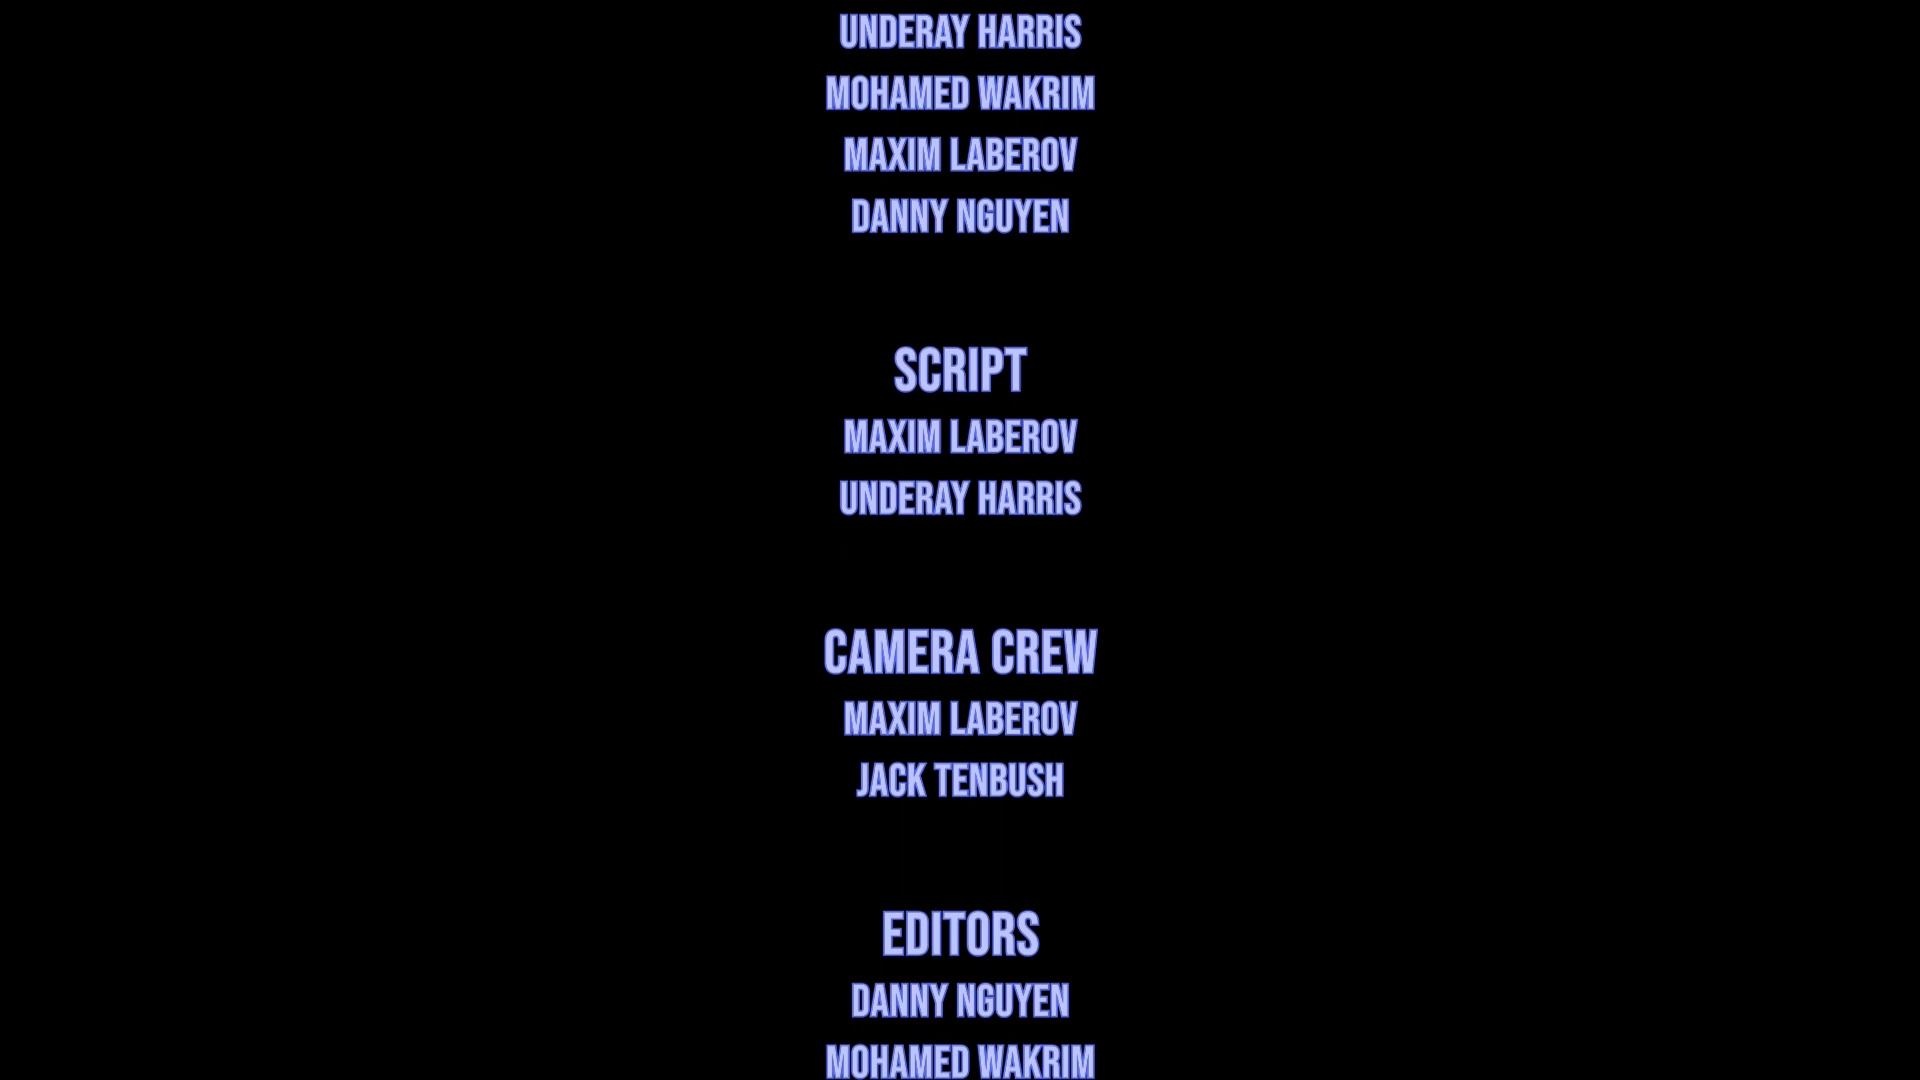 UNDERAY HARRIS
MOHAMED WAKRIM
MAXIM LABEROV
DANNY NGUYEN
SCRIPT
MAXIM LABEROV
UNDERAY HARRIS
CAMERA CREW
MAXIM LABEROV
JACK TENBUSH
EDITORS
DANNY NGUYEN
MOHAMED WAKRIM